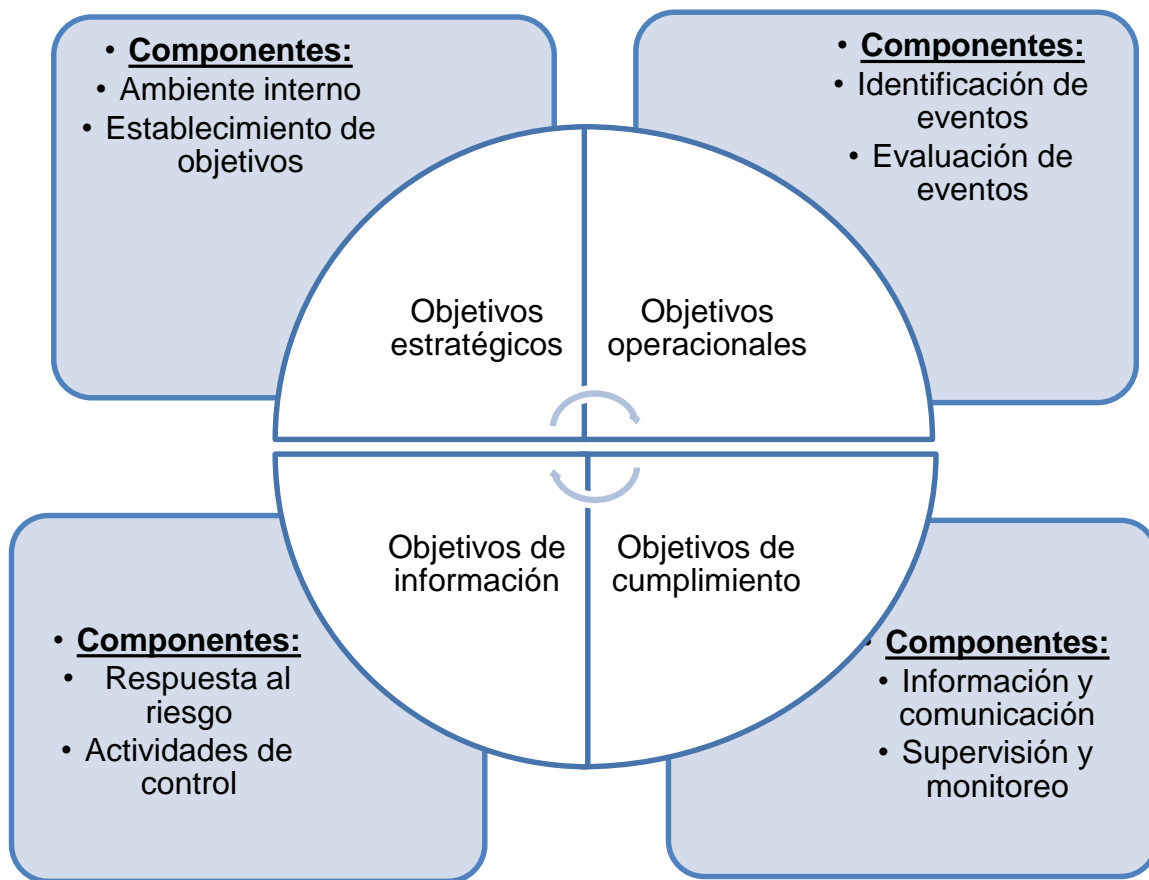 • Componentes:
• Ambiente interno
• Establecimiento de
objetivos
• Componentes:
• Identificación de
eventos
• Evaluación de
eventos
Objetivos
estratégicos
Objetivos
operacionales
Objetivos de
información
Objetivos de
cumplimiento
• Componentes:
• Respuesta al
riesgo
• Actividades de
control
• Componentes:
• Información y
comunicación
• Supervisión y
monitoreo